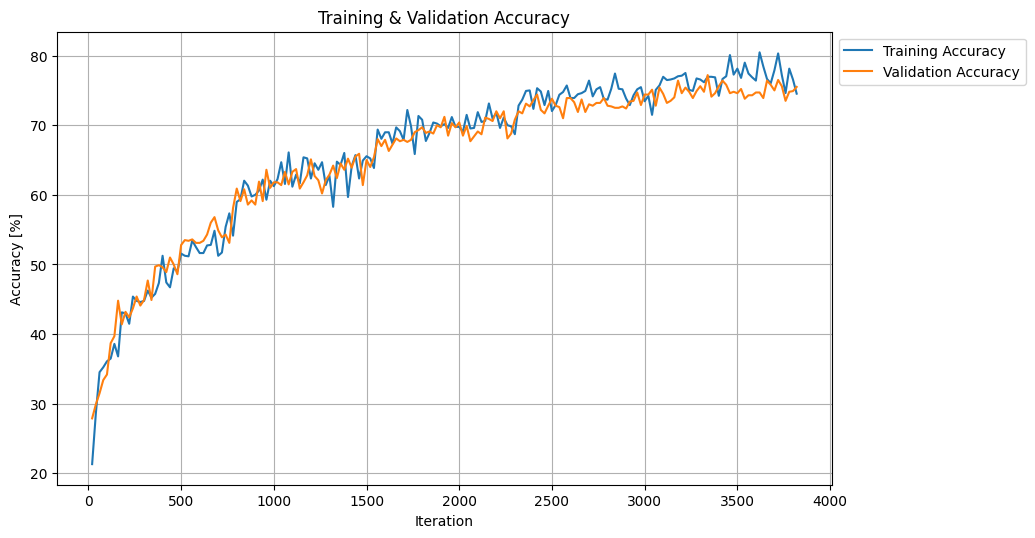 Training & Validation Accuracy
Training Accuracy
Validation Accuracy
80
70
60
50
40
30
20
Accuracy [%]
0 500 1000 1500 2000 2500 3000 3500 4000
Iteration